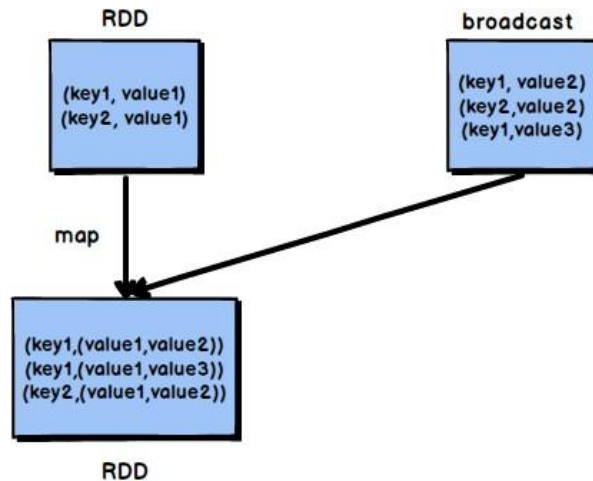 RDD
broadcast
(key1, value1)
(key2, value1)
(key1, value2)
(key2,value2)
(key1,value3)
map
(key1,(value1,value2))
(key1,(value1,value3))
(key2,(value1,value2))
RDD